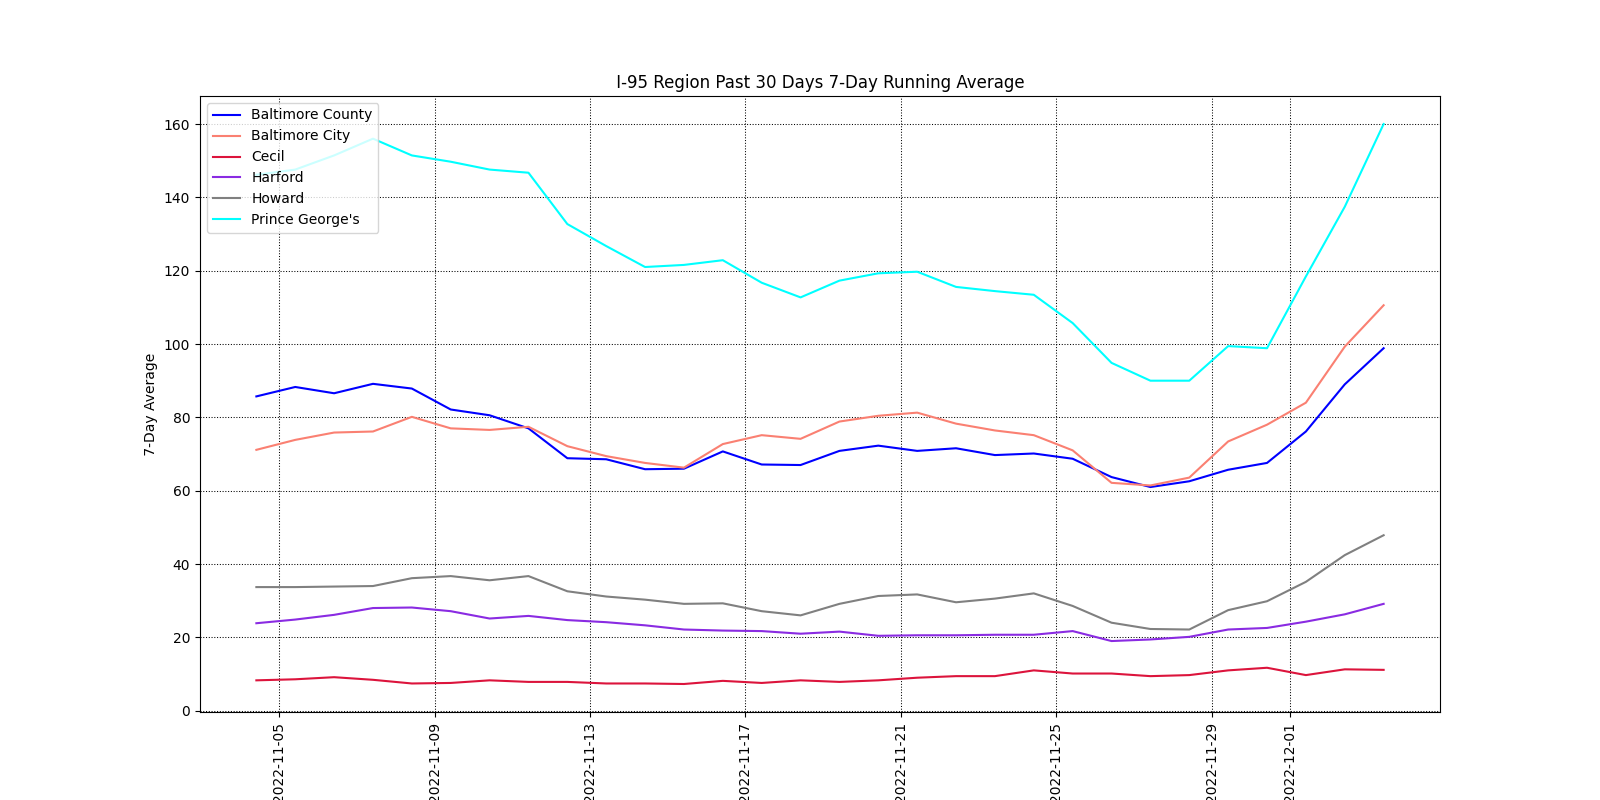 I-95 Region Past 30 Days 7-Day Running Average
Baltimore County
Baltimore City
Cecil
Harford
Howard
Prince George's
7-Day Average
160
140
120
100
80
60
40
20
0
2022-11-05
2022-11-09
2022-11-13
2022-11-17
2022-11-21
2022-11-25
2022-11-29
2022-12-01